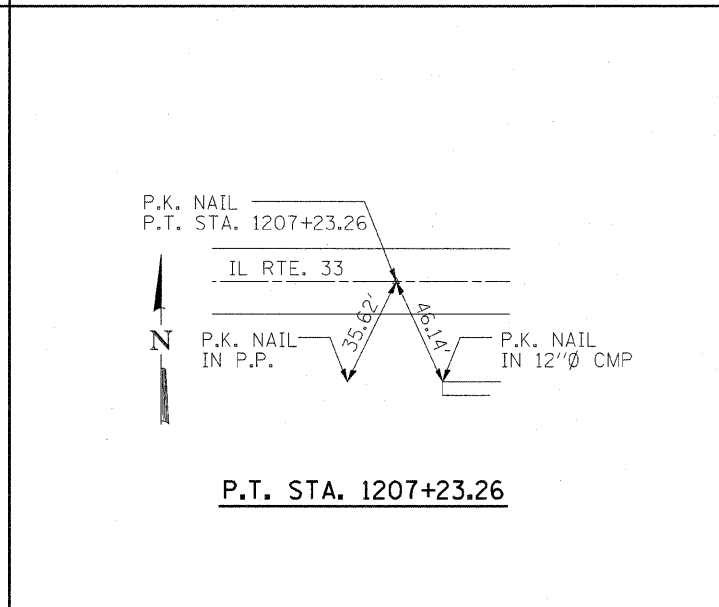 P.K. NAIL
P.T. STA. 1207+23.26
IL RTE. 33
N
35.62'
46.14'
P.K. NAIL
IN P.P.
P.K. NAIL
IN 12''Ø CMP
P.T. STA. 1207+23.26